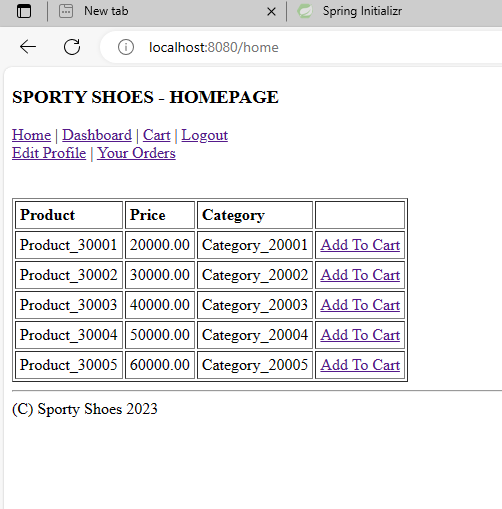 New tab
Spring Initializr
localhost:8080/home
SPORTY SHOES - HOMEPAGE
Home | Dashboard | Cart | Logout
Edit Profile | Your Orders
Product Price Category
Product_30001 20000.00 Category_20001 Add To Cart
Product_30002 30000.00 Category_20002 Add To Cart
Product_30003 40000.00 Category_20003 Add To Cart
Product_30004 50000.00 Category_20004 Add To Cart
Product_30005 60000.00 Category_20005 Add To Cart
(C) Sporty Shoes 2023